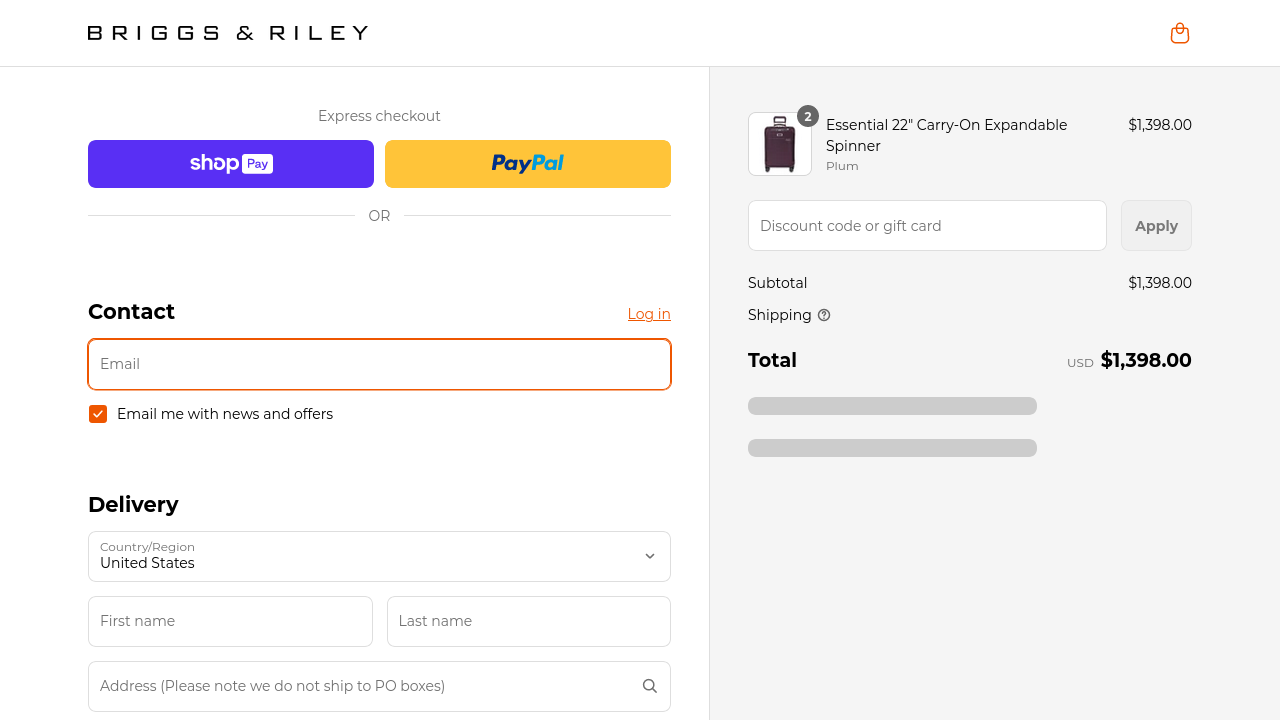 BRIGGS & RILEY
Express checkout
shop Pay
PayPal
OR
Contact
Log in
Email
Email me with news and offers
Delivery
Country/Region
United States
First name
Last name
Address (Please note we do not ship to PO boxes)
2
Essential 22" Carry-On Expandable
Spinner
Plum
$1,398.00
Discount code or gift card
Apply
Subtotal
$1,398.00
Shipping
Total
USD $1,398.00